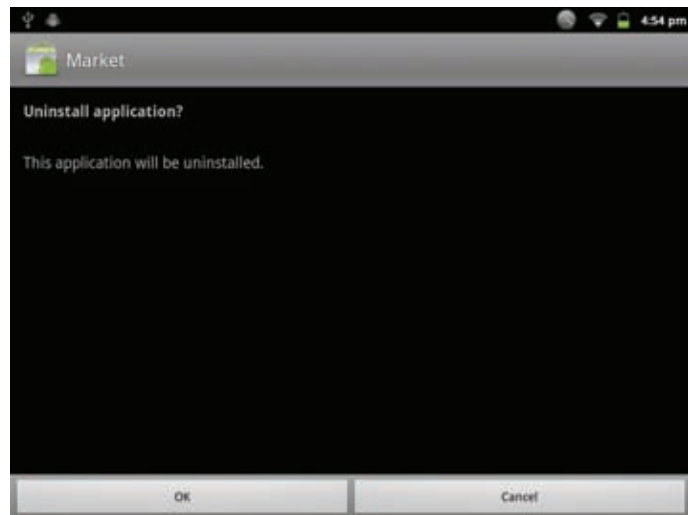 4:54 pm
Market
Uninstall application?
This application will be uninstalled.
OK
Cancel